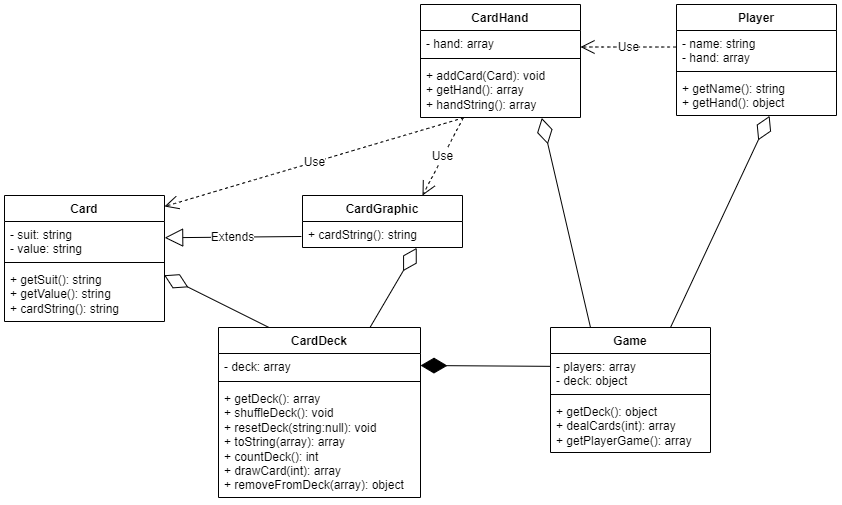 CardHand
- hand: array
+ addCard(Card): void
+ getHand(): array
+ handString(): array
Use
Player
- name: string
- hand: array
+ getName(): string
+ getHand(): object
Use
Use
Card
- suit: string
- value: string
+ getSuit(): string
+ getValue(): string
+ cardString(): string
Extends
CardGraphic
+ cardString(): string
CardDeck
- deck: array
+ getDeck(): array
+ shuffleDeck(): void
+ resetDeck(string:null): void
+ toString(array): array
+ countDeck(): int
+ drawCard(int): array
+ removeFromDeck(array): object
Game
- players: array
- deck: object
+ getDeck(): object
+ dealCards(int): array
+ getPlayerGame(): array